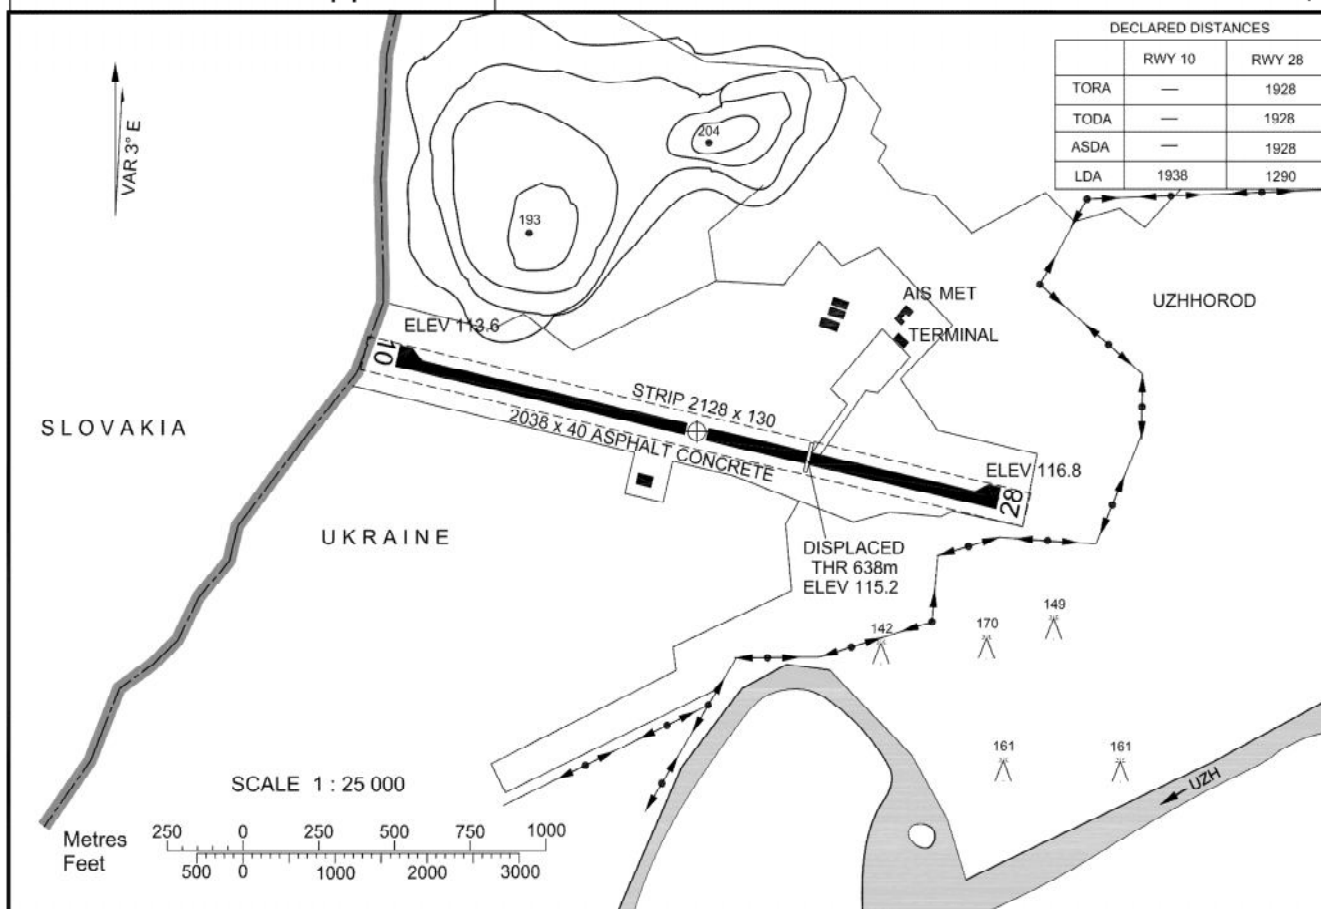 DECLARED DISTANCES
RWY 10 RWY 28
TORA — 1928
TODA — 1928
ASDA — 1928
LDA 1938 1290
VAR 3° E
204
193
AIS MET
TERMINAL
UZHHOROD
ELEV 113.6
10
STRIP 2128 x 130
2038 x 40 ASPHALT CONCRETE
SLOVAKIA
ELEV 116.8
28
UKRAINE
DISPLACED
THR 638m
ELEV 115.2
142
170
149
161
161
UZH
SCALE 1 : 25 000
Metres 250 0 250 500 750 1000
Feet 500 0 1000 2000 3000